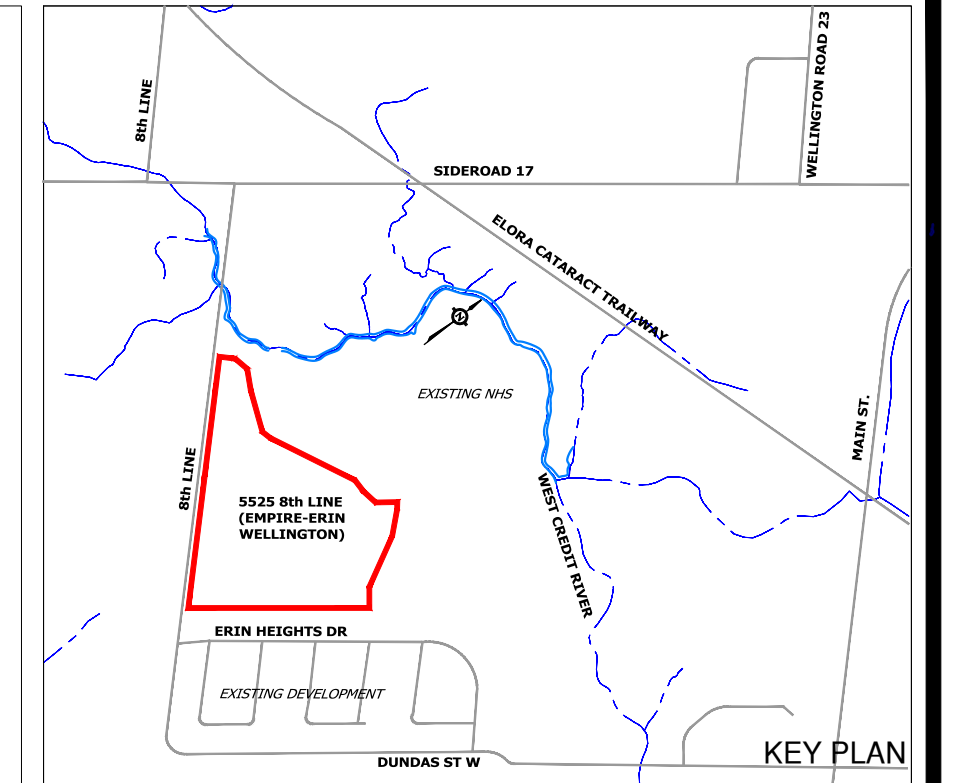 8th LINE
WELLINGTON ROAD 23
SIDEROAD 17
ELORA CATARACT TRAILWAY
N
EXISTING NHS
MAIN ST.
8th LINE
5525 8th LINE
(EMPIRE-ERIN
WELLINGTON)
WEST CREDIT RIVER
ERIN HEIGHTS DR
EXISTING DEVELOPMENT
KEY PLAN
DUNDAS ST W